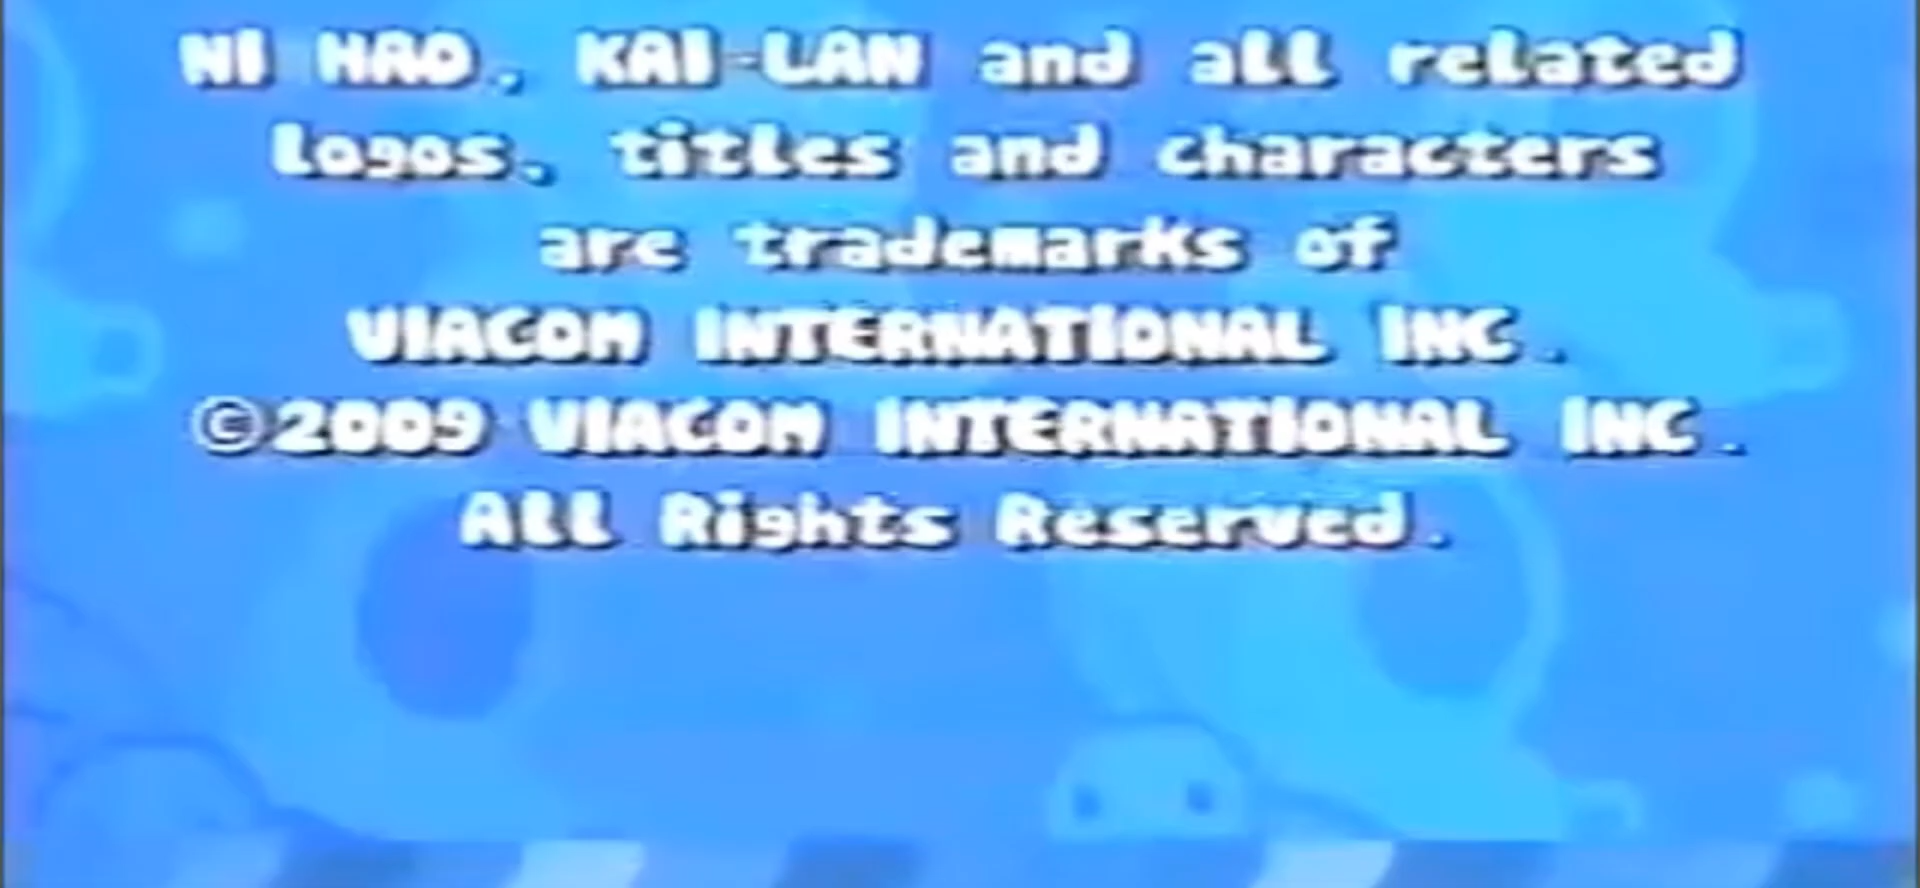 NI HAO, KAI-LAN and all related
logos, titles and characters
are trademarks of
VIACOM INTERNATIONAL INC.
©2009 VIACOM INTERNATIONAL INC.
All Rights Reserved.